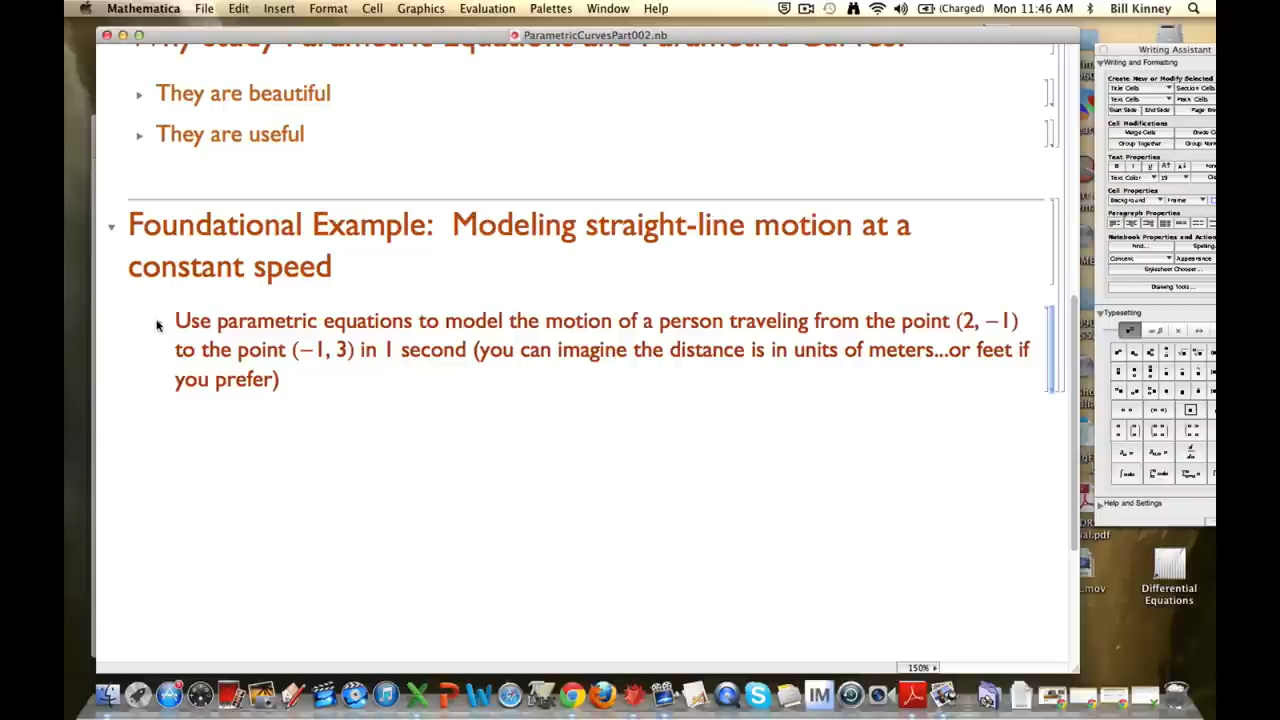 Mathematica File Edit Insert Format Cell Graphics Evaluation Palettes Window Help (Charged) Mon 11:46 AM Bill Kinney
ParametricCurvesPart002.nb
They are beautiful
They are useful
Foundational Example: Modeling straight-line motion at a
constant speed
Use parametric equations to model the motion of a person traveling from the point (2, −1)
to the point (−1, 3) in 1 second (you can imagine the distance is in units of meters...or feet if
you prefer)
150%
Writing Assistant
Writing and Formatting
Create New or Modify Selected
Title Cells Section Cells
Text Cells Math Cells
Start Slide End Slide Page
Cell Modifications
Merge Cells Divide
Group Together Group
Text Properties
Text Color 19
Cell Properties
Background Frame
Paragraph Properties
Notebook Properties and
Find... Spelling
Content Appearance
Stylesheet Chooser...
Drawing Tools...
Typesetting
Help and Settings
.mov
Differential
Equations